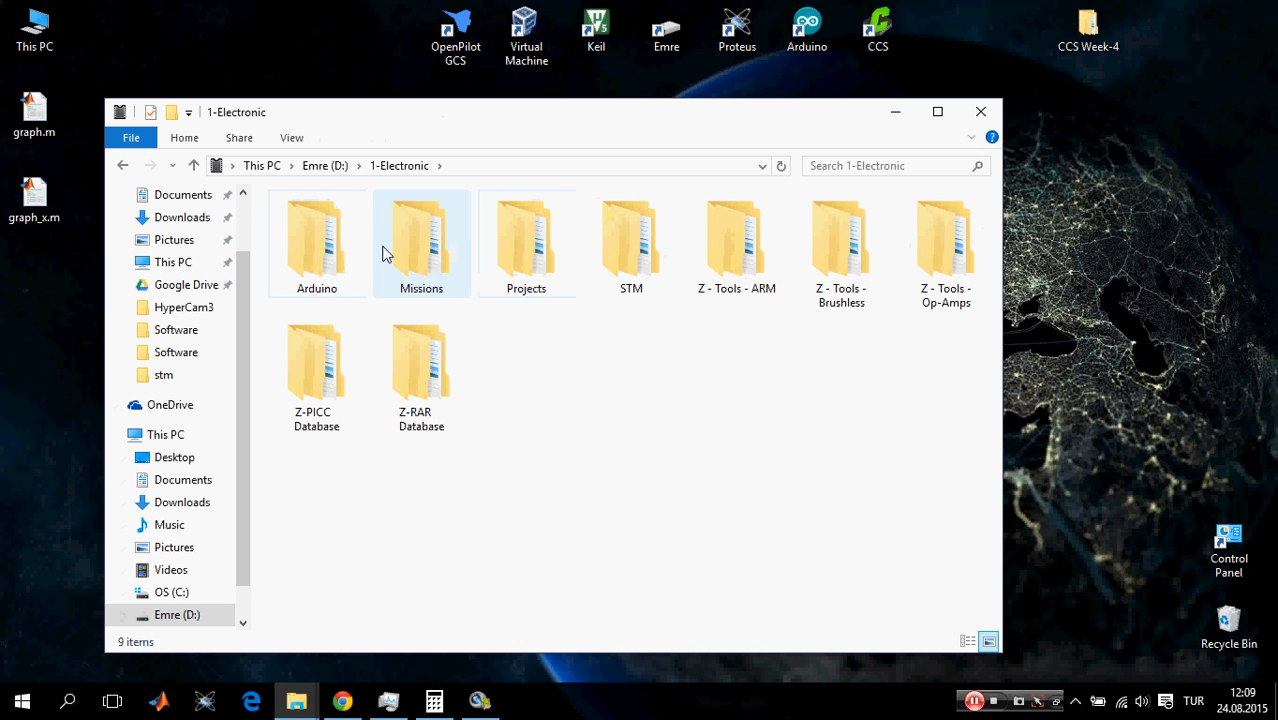 This PC
OpenPilot
GCS
Virtual
Machine
Keil
Emre
Proteus
Arduino
CCS
CCS Week-4
graph.m
graph_x.m
1-Electronic
File
Home
Share
View
This PC
Emre (D:)
1-Electronic
Search 1-Electronic
Documents
Downloads
Pictures
This PC
Google Drive
HyperCam3
Software
Software
stm
OneDrive
This PC
Desktop
Documents
Downloads
Music
Pictures
Videos
OS (C:)
Emre (D:)
Arduino
Missions
Projects
STM
Z - Tools - ARM
Z - Tools -
Brushless
Z - Tools -
Op-Amps
Z-PICC
Database
Z-RAR
Database
9 items
Control
Panel
Recycle Bin
TUR
12:09
24.08.2015